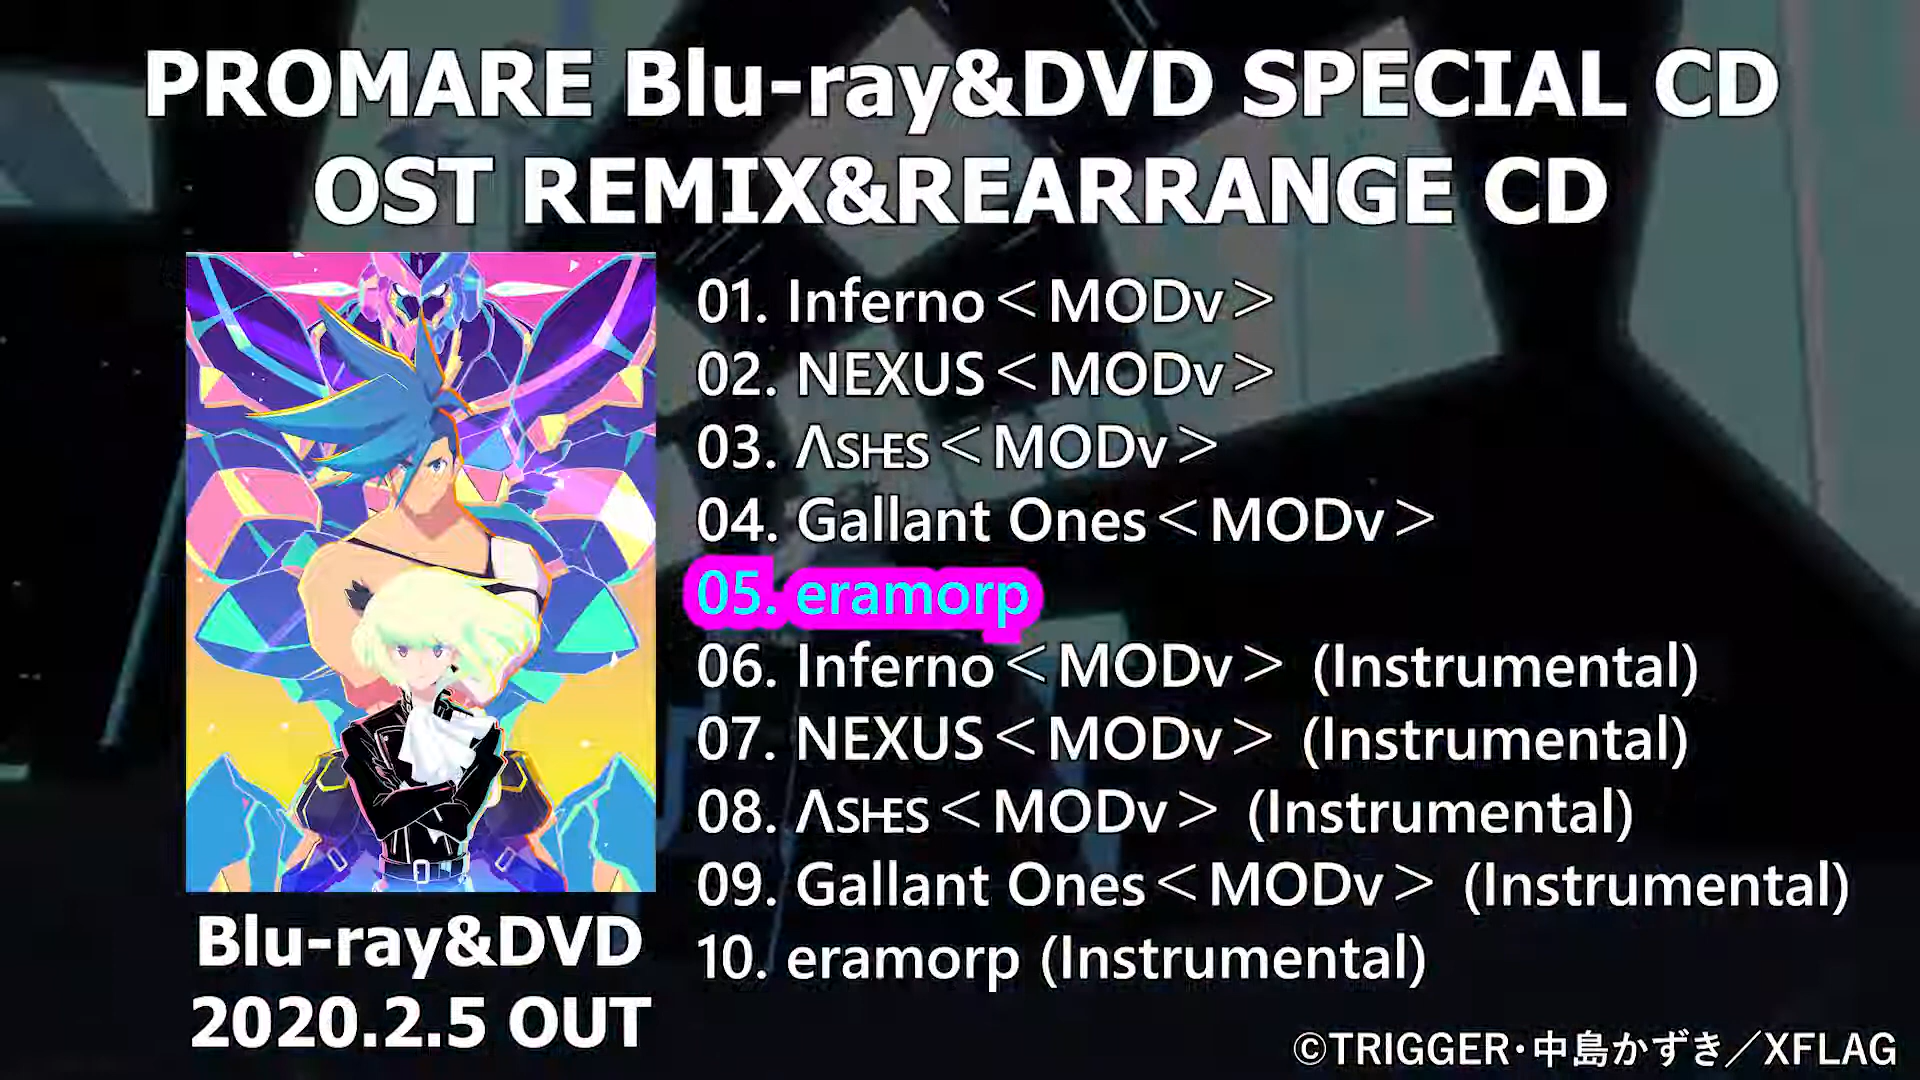 PROMARE Blu-ray&DVD SPECIAL CD
OST REMIX&REARRANGE CD
01. Inferno＜MODv＞
02. NEXUS＜MODv＞
03. ΛSHES＜MODv＞
04. Gallant Ones＜MODv＞
05. eramorp
06. Inferno＜MODv＞ (Instrumental)
07. NEXUS＜MODv＞ (Instrumental)
08. ΛSHES＜MODv＞ (Instrumental)
09. Gallant Ones＜MODv＞ (Instrumental)
10. eramorp (Instrumental)
Blu-ray&DVD
2020.2.5 OUT
©TRIGGER・中島かずき／XFLAG